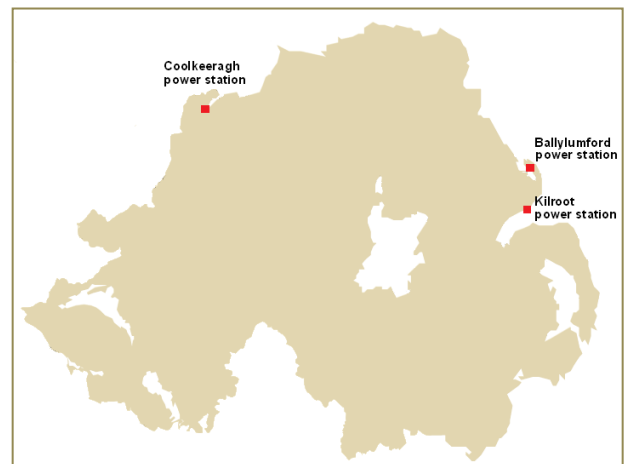 Coolkeeragh
power station
Ballylumford
power station
Kilroot
power station